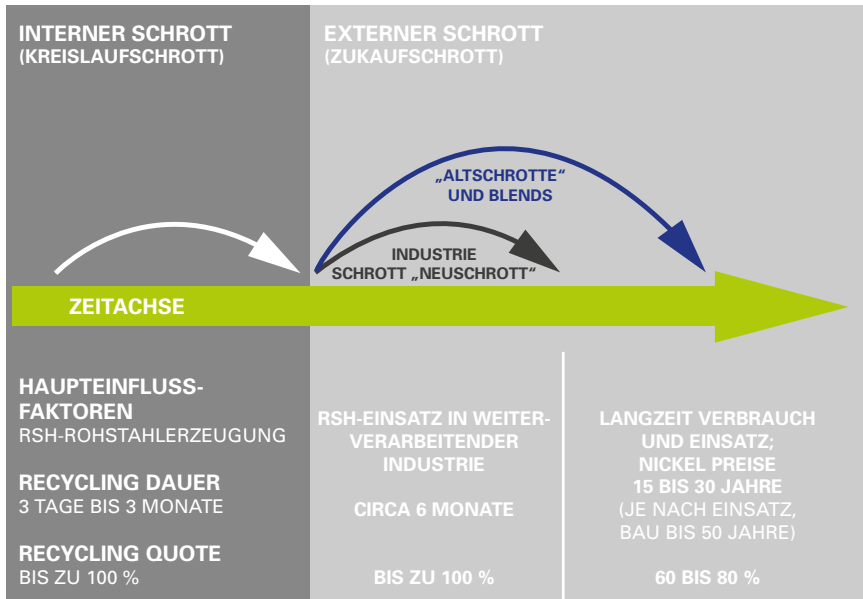 INTERNER SCHROTT
(KREISLAUFSCHROTT)
EXTERNER SCHROTT
(ZUKAUFSCHROTT)
„ALTSCHROTTE“
UND BLENDS
INDUSTRIE
SCHROTT „NEUSCHROTT“
ZEITACHSE
HAUPTEINFLUSS-
FAKTOREN
RSH-ROHSTAHLERZEUGUNG
RECYCLING DAUER
3 TAGE BIS 3 MONATE
RECYCLING QUOTE
BIS ZU 100 %
RSH-EINSATZ IN WEITER-
VERARBEITENDER
INDUSTRIE
CIRCA 6 MONATE
BIS ZU 100 %
LANGZEIT VERBRAUCH
UND EINSATZ;
NICKEL PREISE
15 BIS 30 JAHRE
(JE NACH EINSATZ,
BAU BIS 50 JAHRE)
60 BIS 80 %